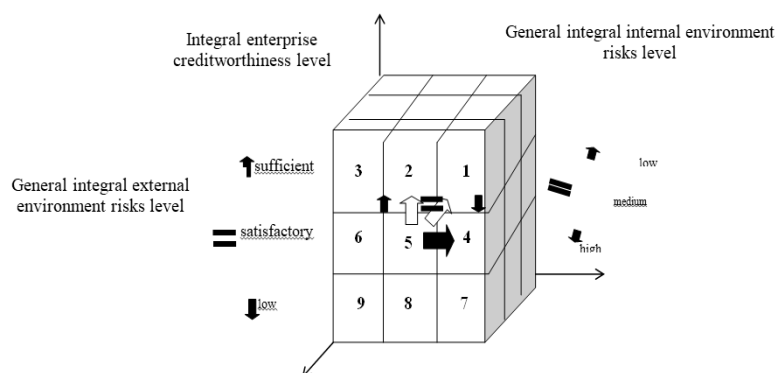 Integral enterprise
creditworthiness level
General integral internal environment
risks level
General integral external
environment risks level
sufficient
satisfactory
low
3 2 1
6 5 4
9 8 7
low
medium
high